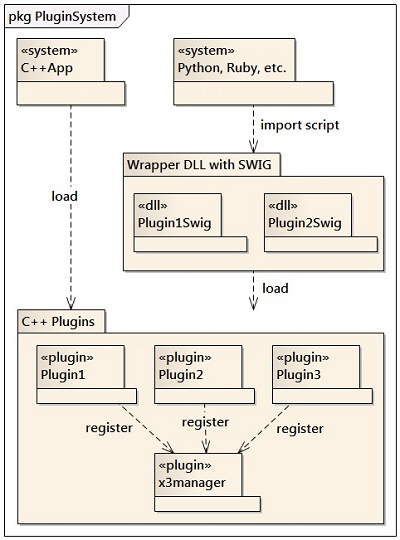 pkg PluginSystem
«system»
C++App
«system»
Python, Ruby, etc.
import script
Wrapper DLL with SWIG
«dll»
Plugin1Swig
«dll»
Plugin2Swig
load
load
C++ Plugins
«plugin»
Plugin1
«plugin»
Plugin2
«plugin»
Plugin3
register
register
register
«plugin»
x3manager